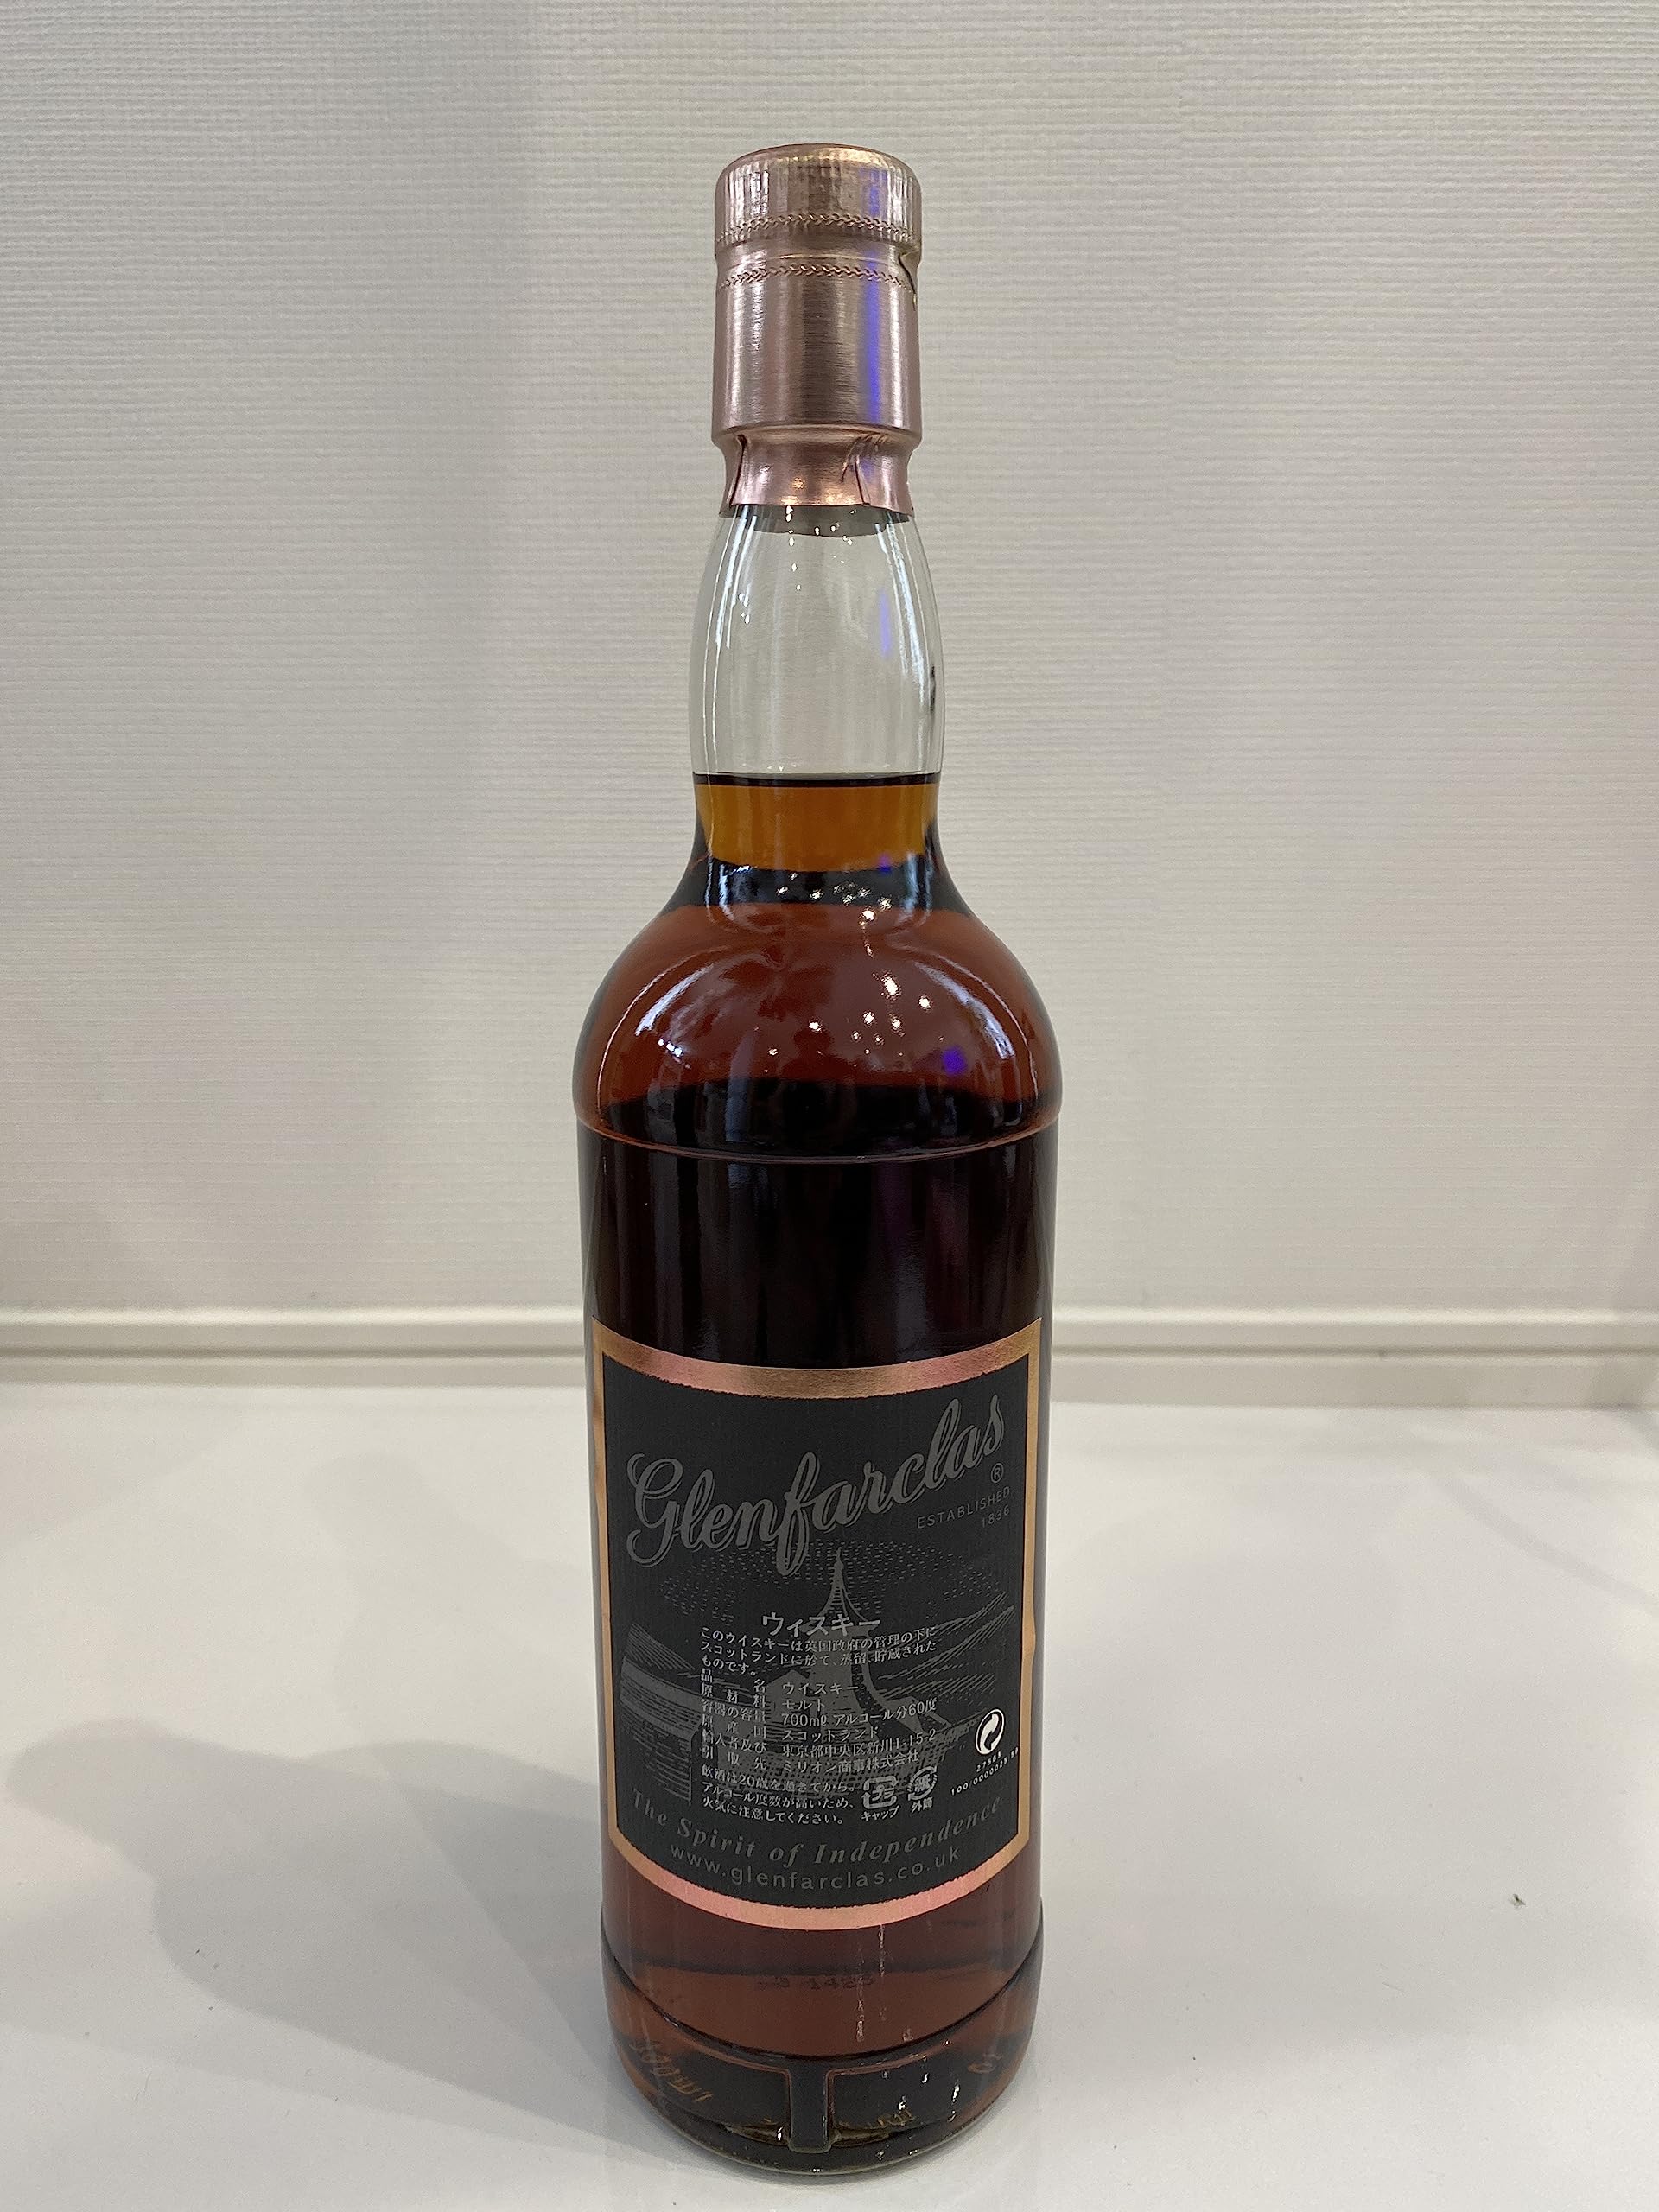 Glenfarclas
®
ESTABLISHED
1836
ウィスキー
このウイスキーは英国政府の管理の下に
スコットランドに於て、蒸留、貯蔵された
ものです。
品名 ウイスキー
原材料 モルト
容器の容量 700mℓ アルコール分60度
原産国 スコットランド
輸入者及び 東京都中央区新川1-15-2
引取先 ミリオン商事株式会社
飲酒は20歳を過ぎてから。
アルコール度数が高いため、
火気に注意してください。
プラ
キャップ
紙
外筒
27583
The Spirit of Independence
www.glenfarclas.co.uk